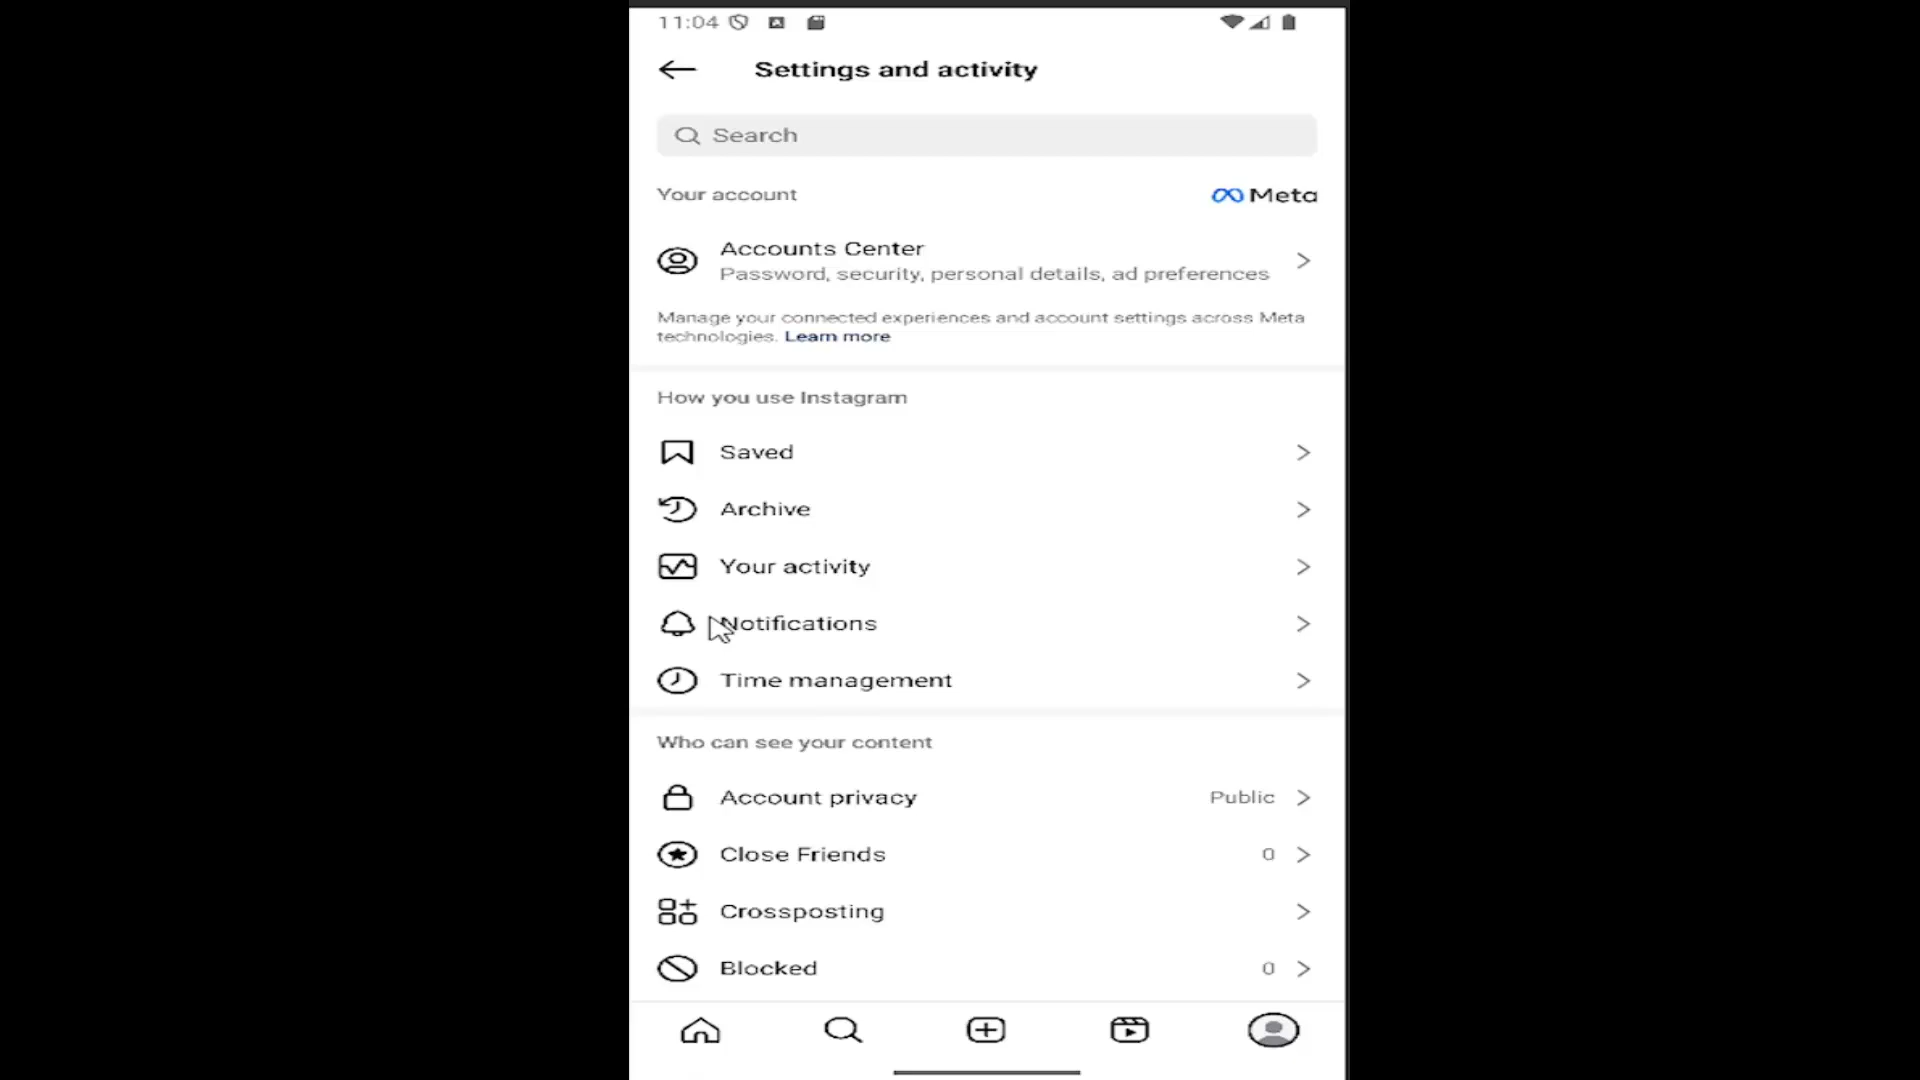 11:04
Settings and activity
Search
Your account
Meta
Accounts Center
Password, security, personal details, ad preferences
Manage your connected experiences and account settings across Meta
technologies. Learn more
How you use Instagram
Saved
Archive
Your activity
Notifications
Time management
Who can see your content
Account privacy Public
Close Friends 0
Crossposting
Blocked 0